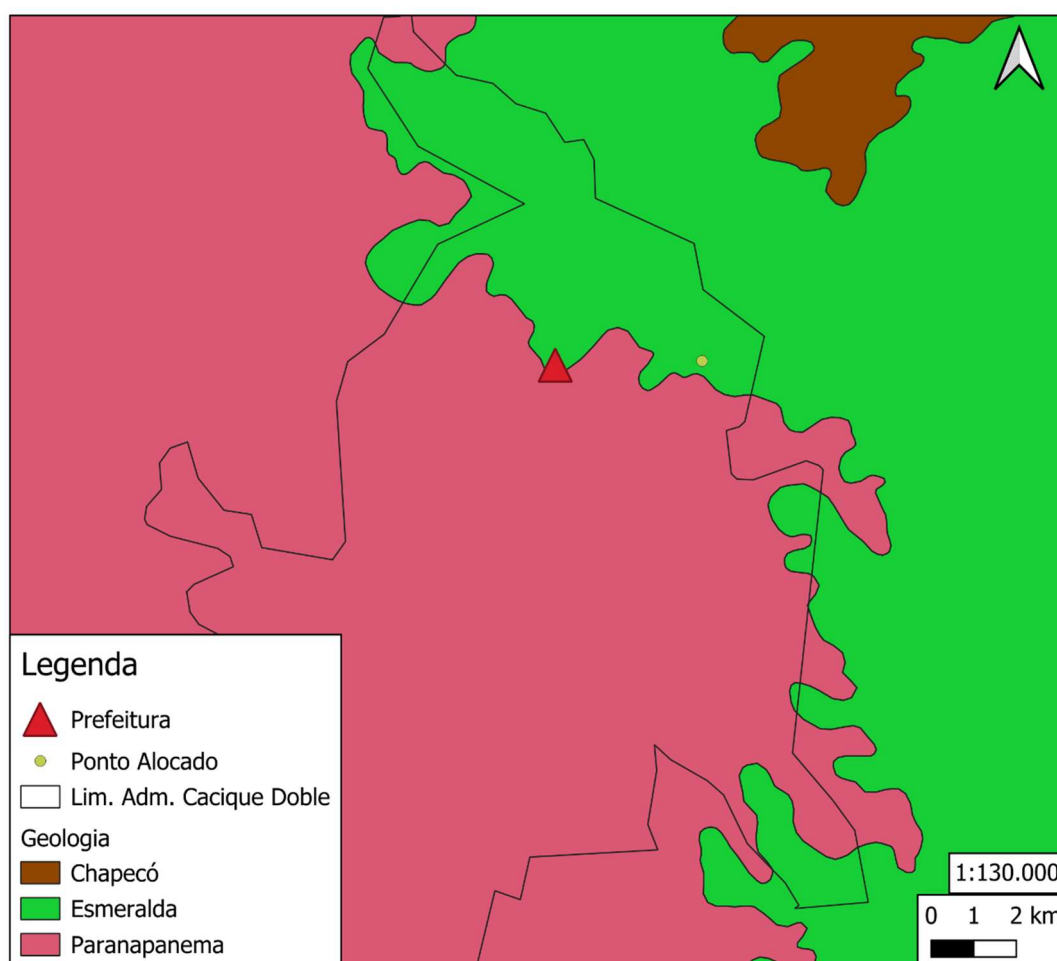 Legenda
Prefeitura
Ponto Alocado
Lim. Adm. Cacique Doble
Geologia
Chapecó
Esmeralda
Paranapanema
1:130.000
0 1 2 km